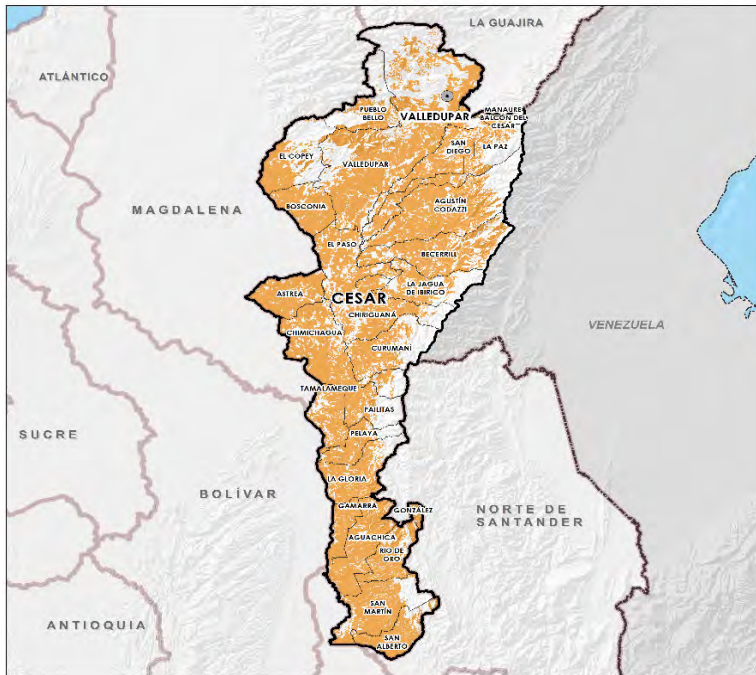 LA GUAJIRA
ATLÁNTICO
PUEBLO
BELLO
VALLEDUPAR
MANAURE
BALCÓN DEL
CESAR
SAN
DIEGO
LA PAZ
EL COPEY
VALLEDUPAR
AGUSTÍN
CODAZZI
BOSCONIA
MAGDALENA
EL PASO
BECERRILL
LA JAGUA
DE IBIRICO
ASTREA
CESAR
CHIRIGUANÁ
CHIMICHAGUA
VENEZUELA
CURUMANÍ
TAMALAMEQUE
PAILITAS
SUCRE
PELAYA
LA GLORIA
BOLÍVAR
GAMARRA
GONZÁLEZ
NORTE DE
SANTANDER
AGUACHICA
RIO DE
ORO
SAN
MARTÍN
ANTIOQUIA
SAN
ALBERTO